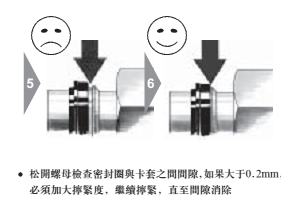 5
6
● 松開螺母檢查密封圈與卡套之間間隙,如果大于0.2mm,
必須加大擰緊度，繼續擰緊，直至間隙消除